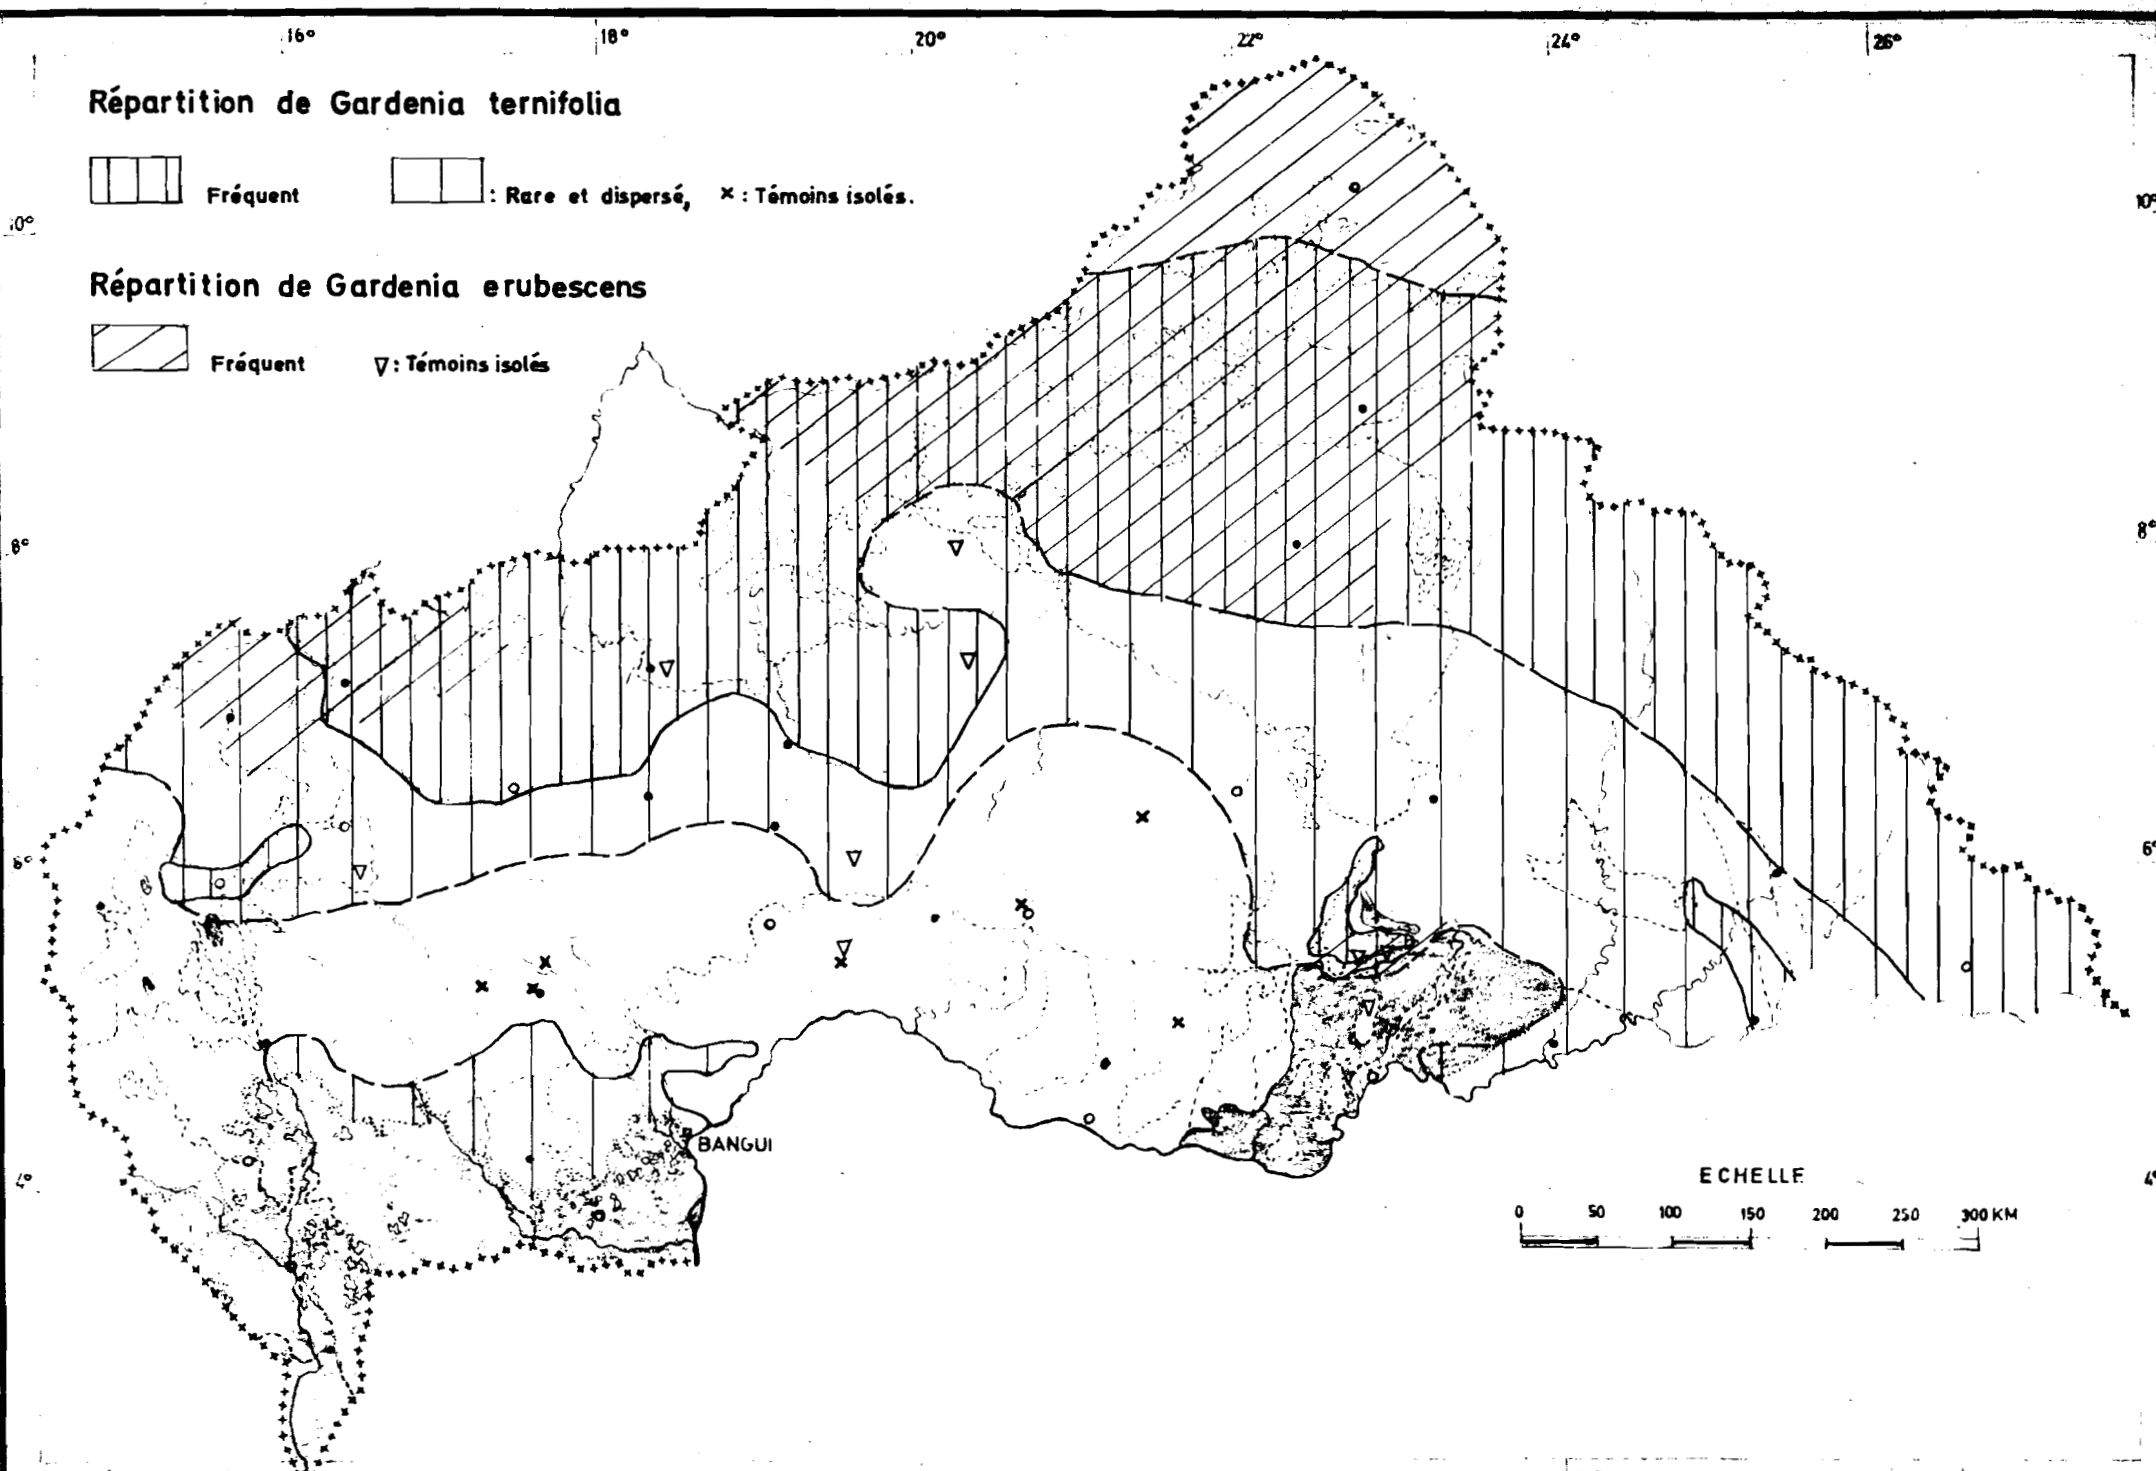 16° 18° 20° 22° 24° 26°
Répartition de Gardenia ternifolia
Fréquent : Rare et dispersé, x : Témoins isolés.
10° 10°
Répartition de Gardenia erubescens
Fréquent ▽ : Témoins isolés
8° 8°
6° 6°
BANGUI
4° 4°
ECHELLE
0 50 100 150 200 250 300 KM